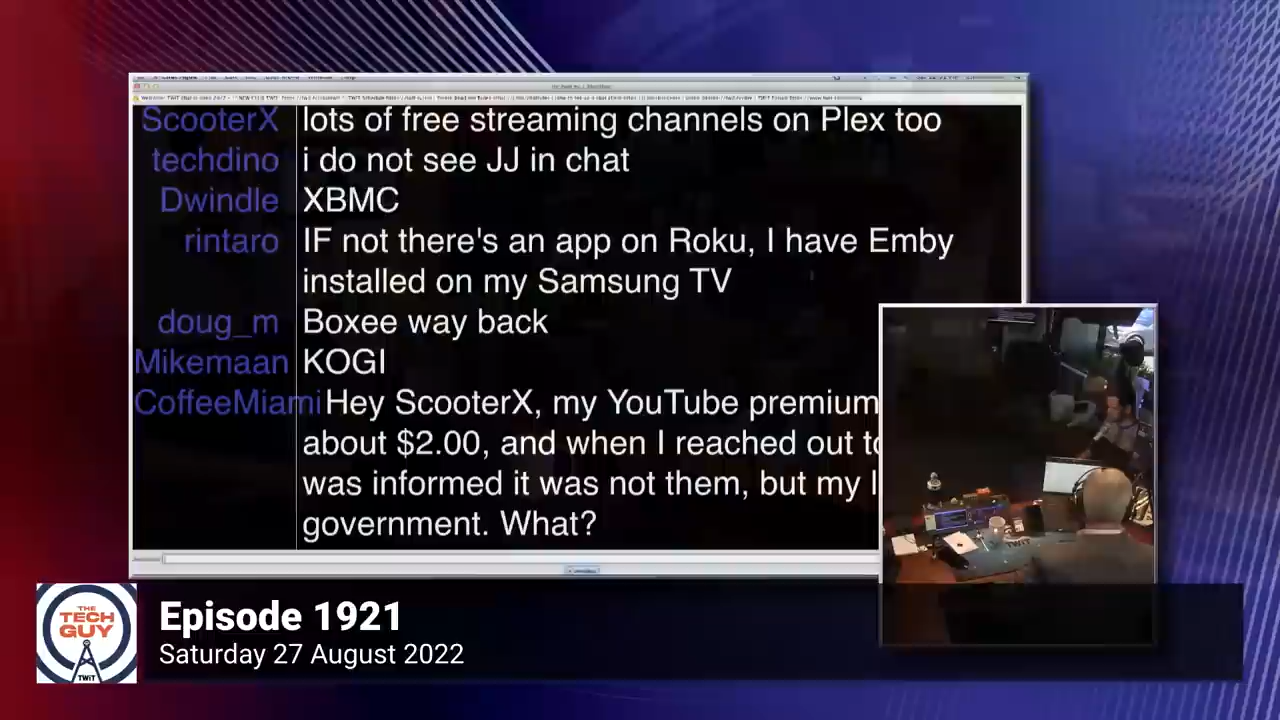 ScooterX lots of free streaming channels on Plex too
techdino i do not see JJ in chat
Dwindle XBMC
rintaro IF not there's an app on Roku, I have Emby
installed on my Samsung TV
doug_m Boxee way back
Mikemaan KOGI
CoffeeMiami Hey ScooterX, my YouTube premium
about $2.00, and when I reached out
was informed it was not them, but my
government. What?
THE
TECH
GUY
TWiT
Episode 1921
Saturday 27 August 2022
TWiT